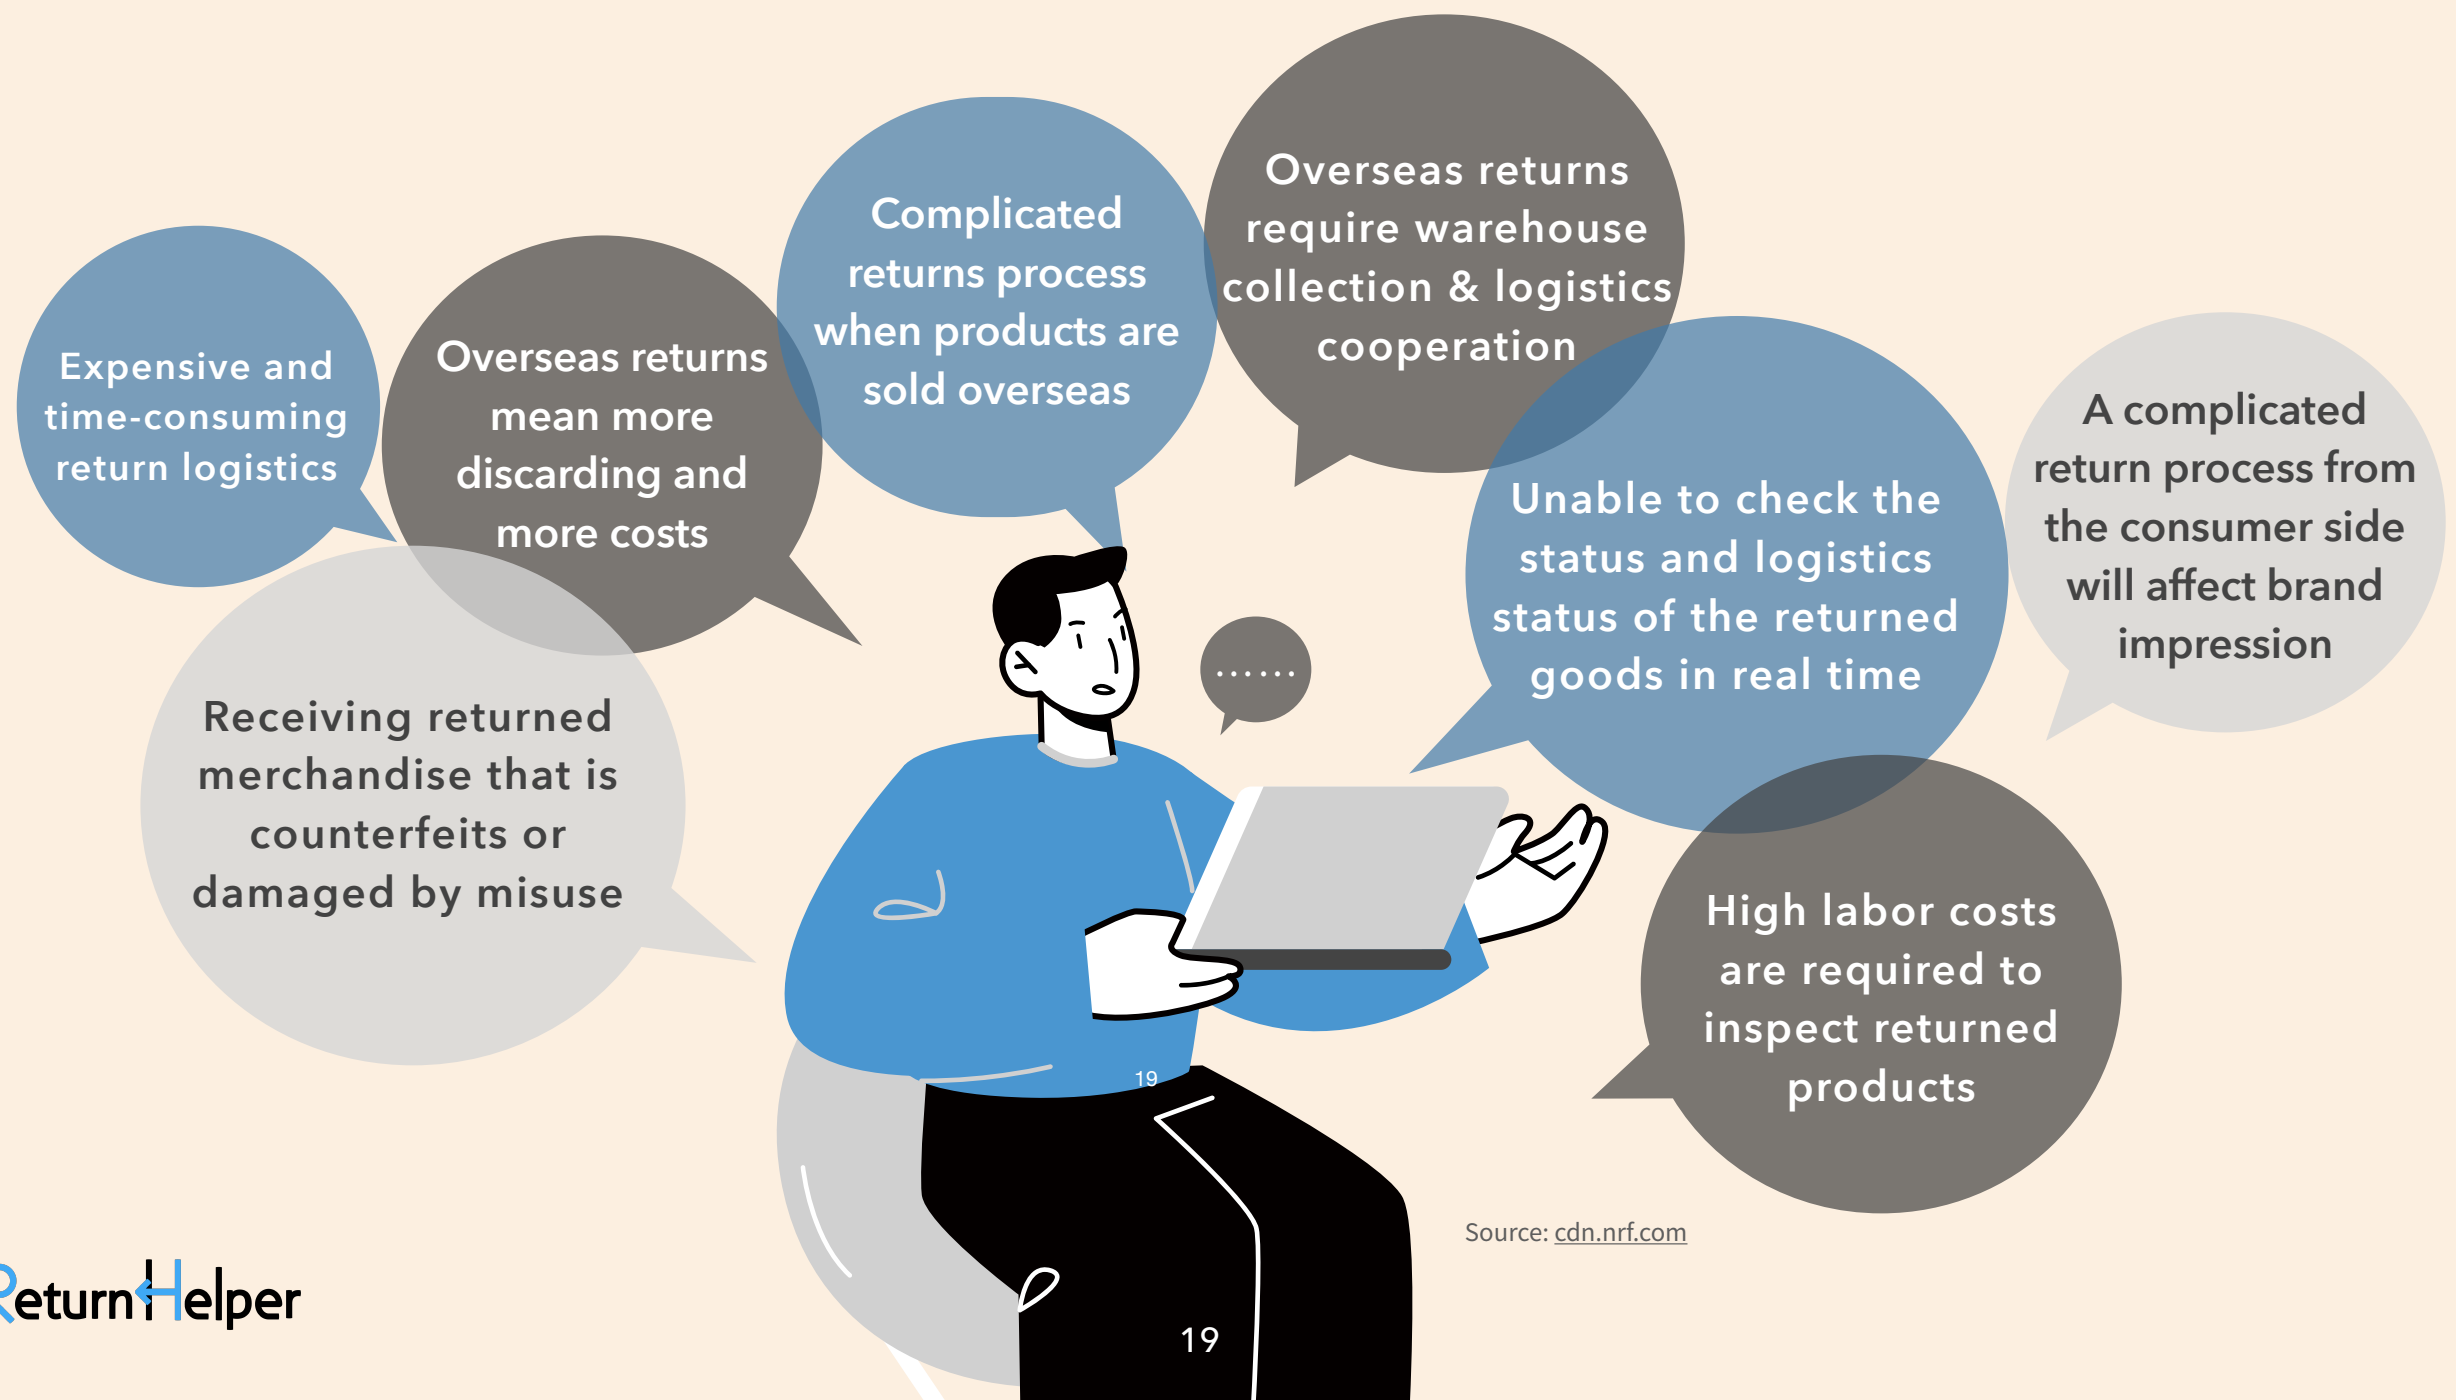 Expensive and
time-consuming
return logistics
Overseas returns
mean more
discarding and
more costs
Complicated
returns process
when products are
sold overseas
Overseas returns
require warehouse
collection & logistics
cooperation
Unable to check the
status and logistics
status of the returned
goods in real time
A complicated
return process from
the consumer side
will affect brand
impression
Receiving returned
merchandise that is
counterfeits or
damaged by misuse
......
High labor costs
are required to
inspect returned
products
19
Source: cdn.nrf.com
ReturnHelper
19